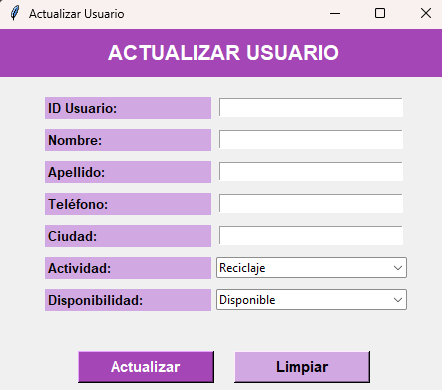 Actualizar Usuario
ACTUALIZAR USUARIO
ID Usuario:
Nombre:
Apellido:
Teléfono:
Ciudad:
Actividad: Reciclaje
Disponibilidad: Disponible
Actualizar Limpiar